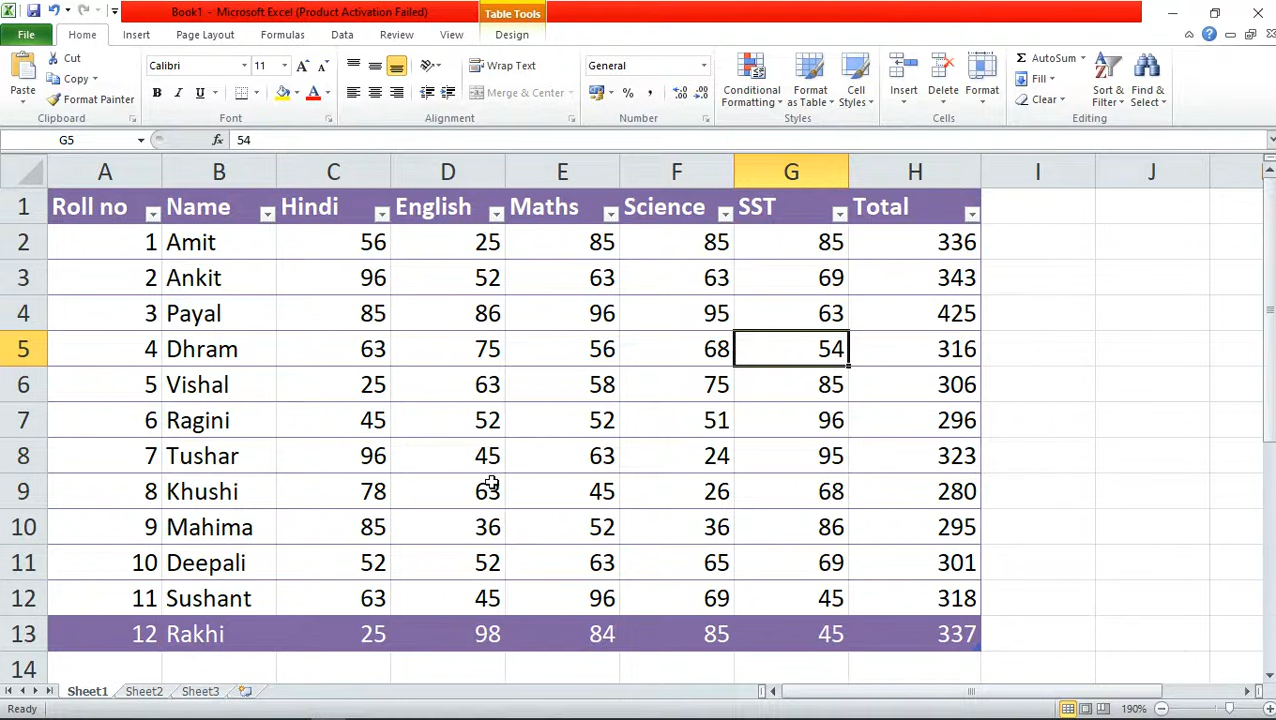 Book1 - Microsoft Excel (Product Activation Failed)
Table Tools
File Home Insert Page Layout Formulas Data Review View Design
Paste
Cut
Copy
Format Painter
Clipboard
Calibri 11
B I U
Font
Wrap Text
Merge & Center
Alignment
General
%
Number
Conditional Formatting
Format as Table
Cell Styles
Styles
Insert Delete Format
Cells
Σ AutoSum
Fill
Clear
Sort & Filter
Find & Select
Editing
G5 fx 54
A B C D E F G H I J
1 Roll no Name Hindi English Maths Science SST Total
2 1 Amit 56 25 85 85 85 336
3 2 Ankit 96 52 63 63 69 343
4 3 Payal 85 86 96 95 63 425
5 4 Dhram 63 75 56 68 54 316
6 5 Vishal 25 63 58 75 85 306
7 6 Ragini 45 52 52 51 96 296
8 7 Tushar 96 45 63 24 95 323
9 8 Khushi 78 63 45 26 68 280
10 9 Mahima 85 36 52 36 86 295
11 10 Deepali 52 52 63 65 69 301
12 11 Sushant 63 45 96 69 45 318
13 12 Rakhi 25 98 84 85 45 337
14
Sheet1 Sheet2 Sheet3
Ready 190%